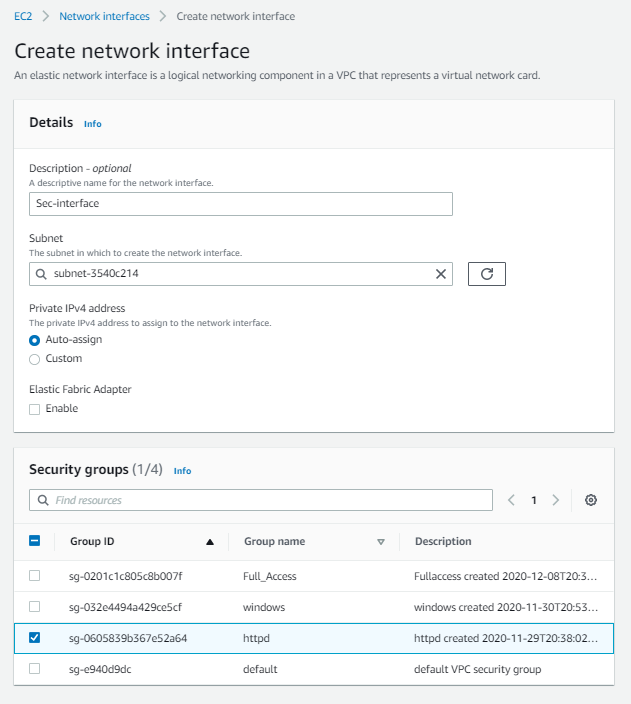 EC2 > Network interfaces > Create network interface
Create network interface
An elastic network interface is a logical networking component in a VPC that represents a virtual network card.
Details Info
Description - optional
A descriptive name for the network interface.
Sec-interface
Subnet
The subnet in which to create the network interface.
subnet-3540c214
Private IPv4 address
The private IPv4 address to assign to the network interface.
Auto-assign
Custom
Elastic Fabric Adapter
Enable
Security groups (1/4) Info
Find resources
1
Group ID Group name Description
sg-0201c1c805c8b007f Full_Access Fullaccess created 2020-12-08T20:3...
sg-032e4494a429ce5cf windows windows created 2020-11-30T20:53...
sg-0605839b367e52a64 httpd httpd created 2020-11-29T20:38:02...
sg-e940d9dc default default VPC security group